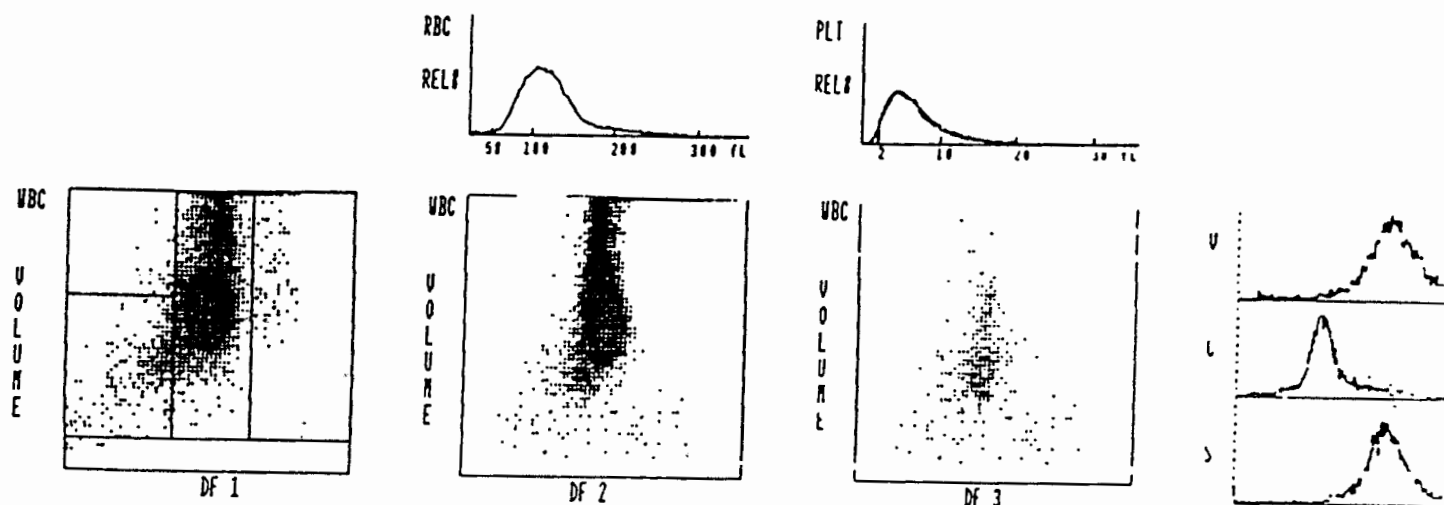 RBC
REL%
50 100 200 300 fL
PLT
REL%
2 10 20 30 fL
WBC
VOLUME
DF 1
WBC
VOLUME
DF 2
WBC
VOLUME
DF 3
V